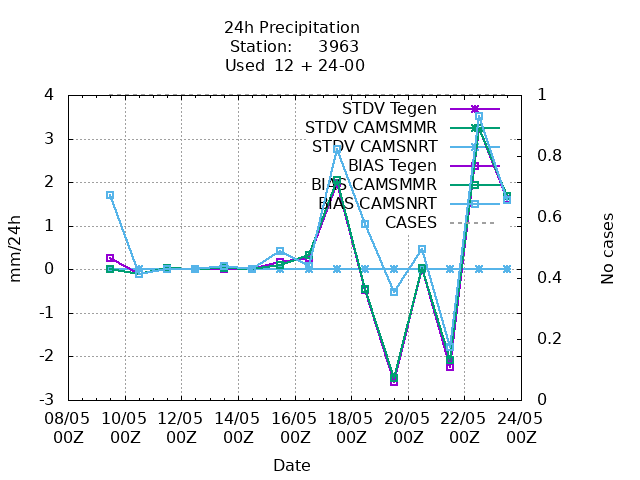 24h Precipitation
Station: 3963
Used 12 + 24-00
4
3
2
1
0
-1
-2
-3
1
0.8
0.6
0.4
0.2
0
mm/24h
No cases
STDV Tegen
STDV CAMSMMR
STDV CAMSNRT
BIAS Tegen
BIAS CAMSMMR
BIAS CAMSNRT
CASES
08/05 10/05 12/05 14/05 16/05 18/05 20/05 22/05 24/05
00Z 00Z 00Z 00Z 00Z 00Z 00Z 00Z 00Z
Date